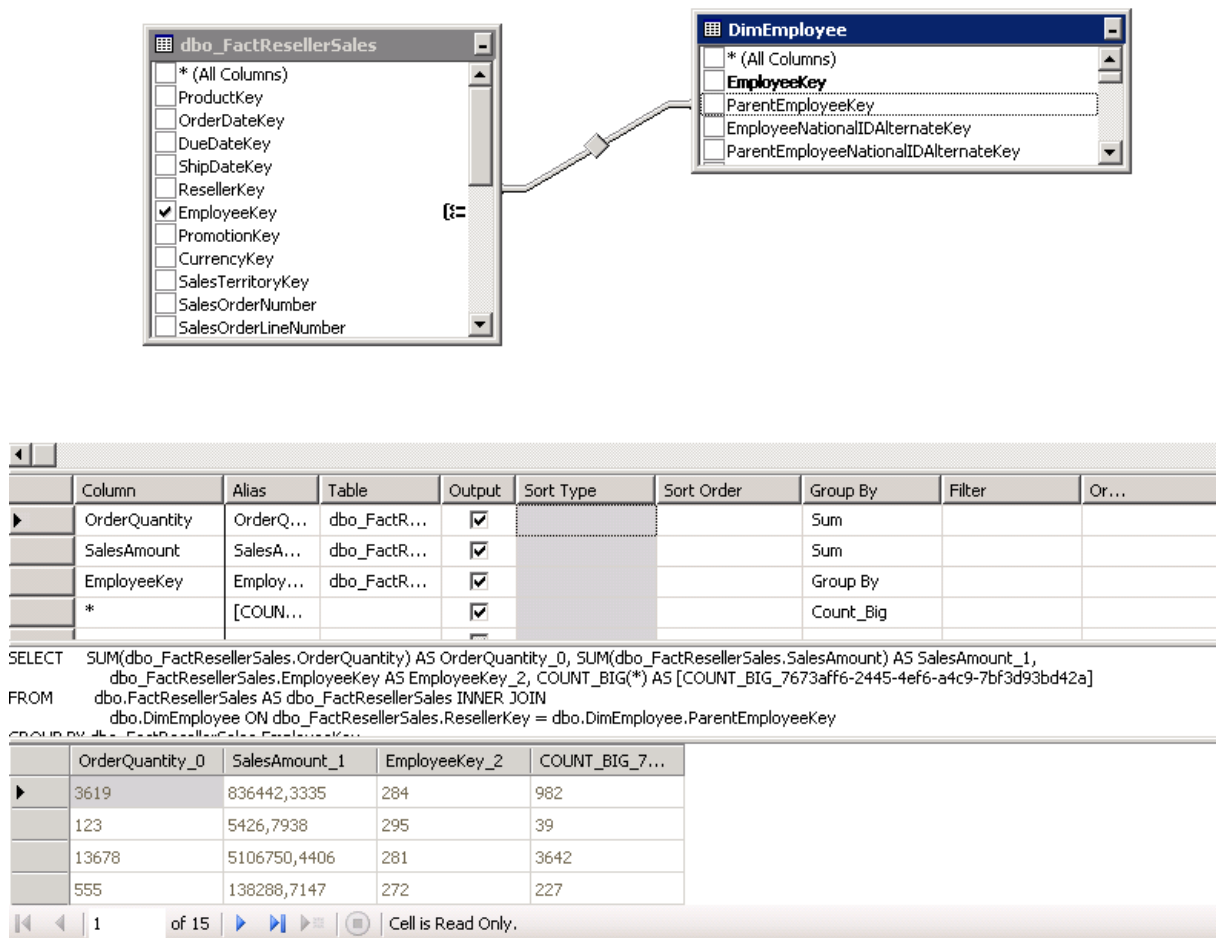 dbo_FactResellerSales
* (All Columns)
ProductKey
OrderDateKey
DueDateKey
ShipDateKey
ResellerKey
EmployeeKey
PromotionKey
CurrencyKey
SalesTerritoryKey
SalesOrderNumber
SalesOrderLineNumber
DimEmployee
* (All Columns)
EmployeeKey
ParentEmployeeKey
EmployeeNationalIDAlternateKey
ParentEmployeeNationalIDAlternateKey
Column Alias Table Output Sort Type Sort Order Group By Filter Or...
OrderQuantity OrderQ... dbo_FactR... Sum
SalesAmount SalesA... dbo_FactR... Sum
EmployeeKey Employ... dbo_FactR... Group By
* [COUN... Count_Big
SELECT SUM(dbo_FactResellerSales.OrderQuantity) AS OrderQuantity_0, SUM(dbo_FactResellerSales.SalesAmount) AS SalesAmount_1,
dbo_FactResellerSales.EmployeeKey AS EmployeeKey_2, COUNT_BIG(*) AS [COUNT_BIG_7673aff6-2445-4ef6-a4c9-7bf3d93bd42a]
FROM dbo.FactResellerSales AS dbo_FactResellerSales INNER JOIN
dbo.DimEmployee ON dbo_FactResellerSales.ResellerKey = dbo.DimEmployee.ParentEmployeeKey
GROUP BY dbo_FactResellerSales.EmployeeKey
OrderQuantity_0 SalesAmount_1 EmployeeKey_2 COUNT_BIG_7...
3619 836442,3335 284 982
123 5426,7938 295 39
13678 5106750,4406 281 3642
555 138288,7147 272 227
1 of 15 Cell is Read Only.